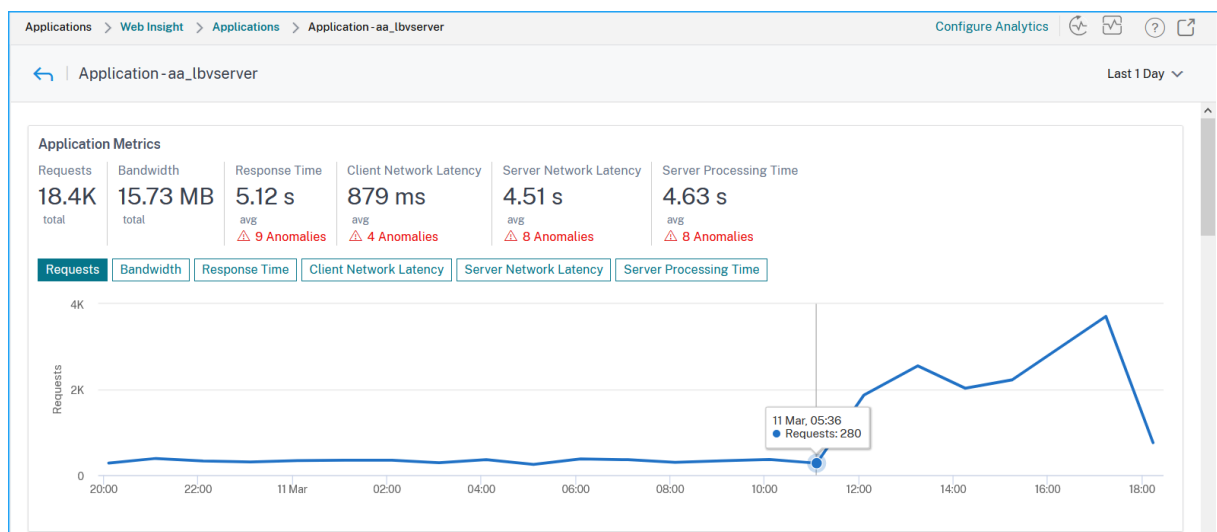 Applications > Web Insight > Applications > Application-aa_lbvserver Configure Analytics ?
Application-aa_lbvserver Last 1 Day
Application Metrics
Requests Bandwidth Response Time Client Network Latency Server Network Latency Server Processing Time
18.4K 15.73 MB 5.12 s 879 ms 4.51 s 4.63 s
total total avg avg avg avg
9 Anomalies 4 Anomalies 8 Anomalies 8 Anomalies
Requests Bandwidth Response Time Client Network Latency Server Network Latency Server Processing Time
4K
2K
0
Requests
11 Mar, 05:36
Requests: 280
20:00 22:00 11 Mar 02:00 04:00 06:00 08:00 10:00 12:00 14:00 16:00 18:00